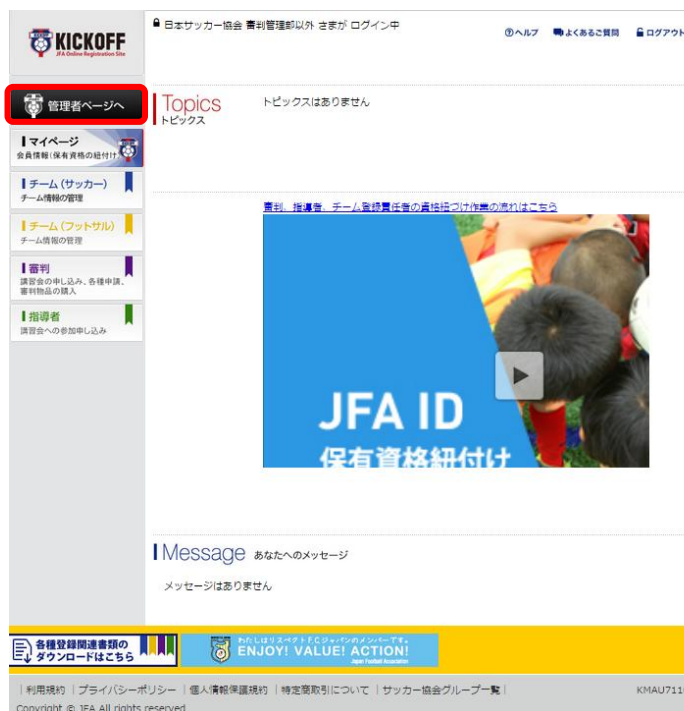 KICKOFF
JFA Online Registration Site
日本サッカー協会 審判管理部以外 さまが ログイン中
ヘルプ よくあるご質問 ログアウト
管理者ページへ
Topics
トピックス
トピックスはありません
マイページ
会員情報(保有資格の紐付け)
チーム (サッカー)
チーム情報の管理
チーム (フットサル)
チーム情報の管理
審判
講習会の申し込み、各種申請、
審判物品の購入
指導者
講習会への参加申し込み
審判、指導者、チーム登録責任者の資格紐づけ作業の流れはこちら
JFA ID
保有資格紐付け
Message あなたへのメッセージ
メッセージはありません
各種登録関連書類の
ダウンロードはこちら
わたしはリスペクトF.C.ジャパンのメンバーです。
ENJOY! VALUE! ACTION!
Japan Football Association
| 利用規約 | プライバシーポリシー | 個人情報保護規約 | 特定商取引について | サッカー協会グループ一覧 |
KMAU711
Copyright © JFA All rights reserved